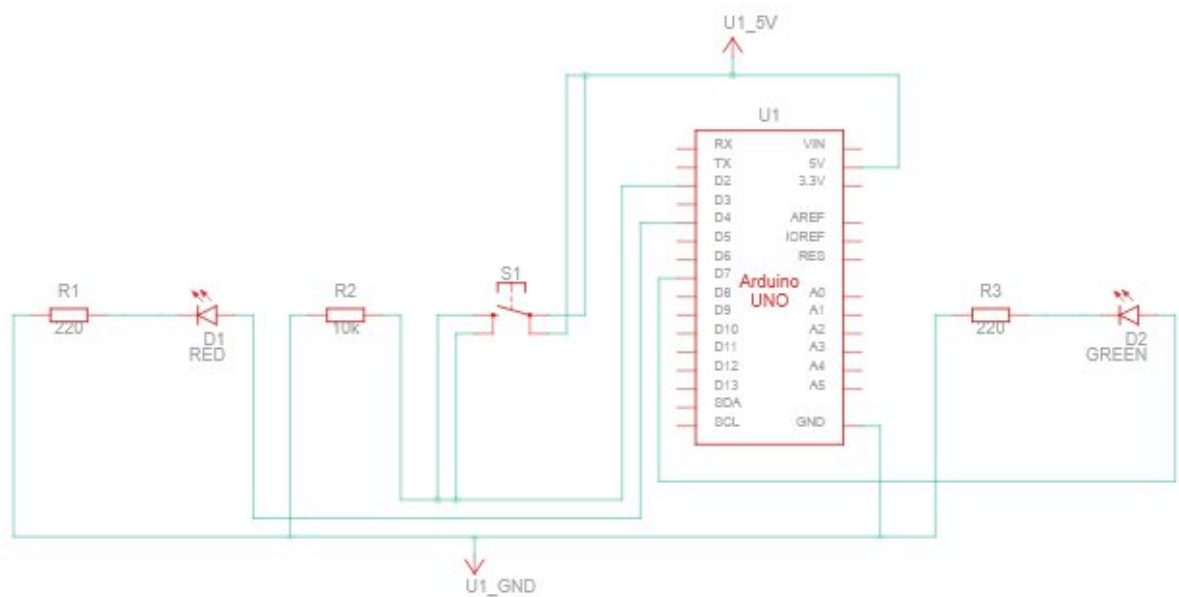 U1_5V
U1
RX VIN
TX 5V
D2 3.3V
D3
D4 AREF
D5 IOREF
D6 RES
D7
Arduino
UNO
D8 A0
D9 A1
D10 A2
D11 A3
D12 A4
D13 A5
SDA
SCL GND
S1
R1
220
D1
RED
R2
10k
R3
220
D2
GREEN
U1_GND